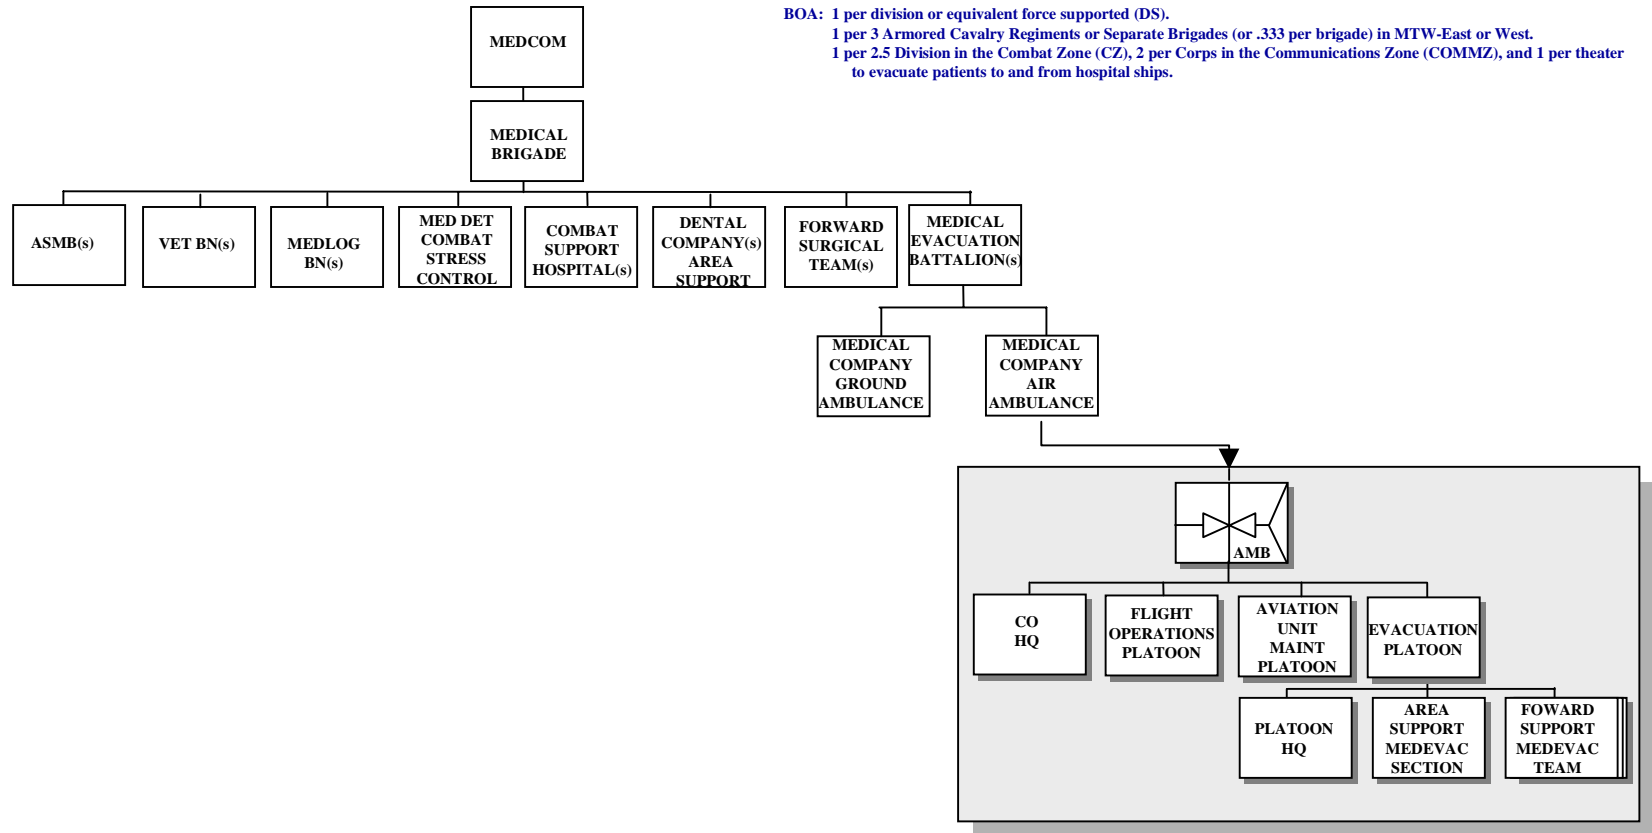 BOA: 1 per division or equivalent force supported (DS).
1 per 3 Armored Cavalry Regiments or Separate Brigades (or .333 per brigade) in MTW-East or West.
1 per 2.5 Division in the Combat Zone (CZ), 2 per Corps in the Communications Zone (COMMZ), and 1 per theater
to evacuate patients to and from hospital ships.
MEDCOM
MEDICAL
BRIGADE
ASMB(s)
VET BN(s)
MEDLOG
BN(s)
MED DET
COMBAT
STRESS
CONTROL
COMBAT
SUPPORT
HOSPITAL(s)
DENTAL
COMPANY(s)
AREA
SUPPORT
FORWARD
SURGICAL
TEAM(s)
MEDICAL
EVACUATION
BATTALION(s)
MEDICAL
COMPANY
GROUND
AMBULANCE
MEDICAL
COMPANY
AIR
AMBULANCE
AMB
CO
HQ
FLIGHT
OPERATIONS
PLATOON
AVIATION
UNIT
MAINT
PLATOON
EVACUATION
PLATOON
PLATOON
HQ
AREA
SUPPORT
MEDEVAC
SECTION
FOWARD
SUPPORT
MEDEVAC
TEAM